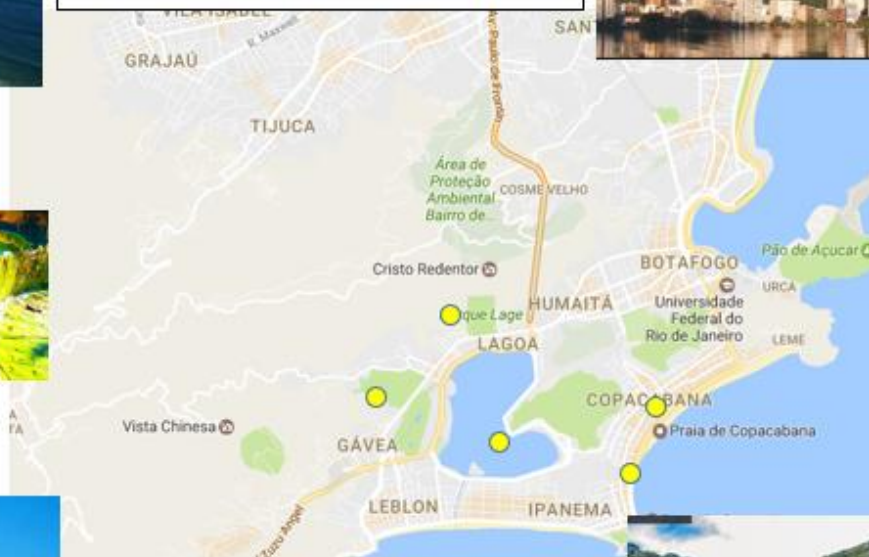 VILA ISABEL
R. Maxwell
SAN
GRAJAÚ
Av. Paulo de Frontin
TIJUCA
Área de
Proteção
Ambiental
Bairro de...
COSME VELHO
Cristo Redentor
BOTAFOGO
Pão de Açucar
URCA
que Lage
HUMAITÁ
Universidade
Federal do
Rio de Janeiro
LAGOA
LEME
COPACABANA
Vista Chinesa
Praia de Copacabana
GÁVEA
LEBLON
IPANEMA
Zuzu Angel